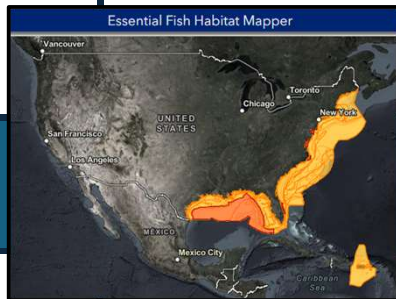 Essential Fish Habitat Mapper
Vancouver
Toronto
Chicago
New York
UNITED
STATES
San Francisco
Los Angeles
MÉXICO
Mexico City
Caribbean
Sea